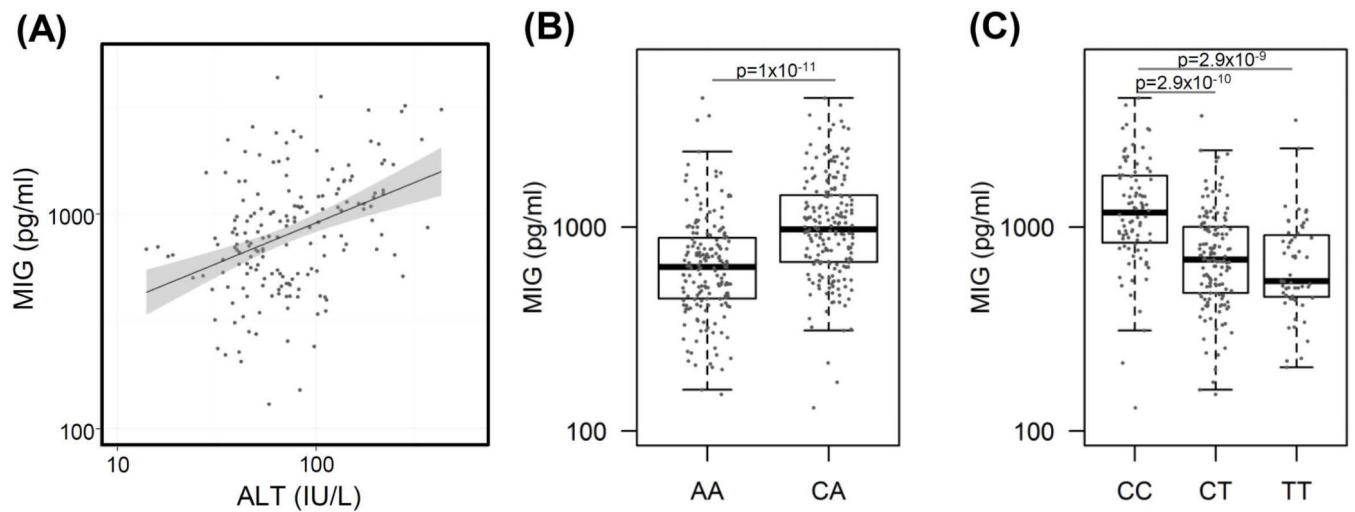 (A)
MIG (pg/ml)
1000
100
10
100
ALT (IU/L)
(B)
MIG (pg/ml)
1000
100
p=1x10⁻¹¹
AA
CA
(C)
MIG (pg/ml)
1000
100
p=2.9x10⁻⁹
p=2.9x10⁻¹⁰
CC
CT
TT